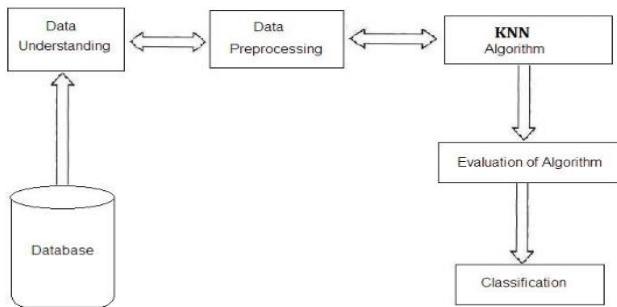 Data
Understanding
Data
Preprocessing
KNN
Algorithm
Evaluation of Algorithm
Classification
Database